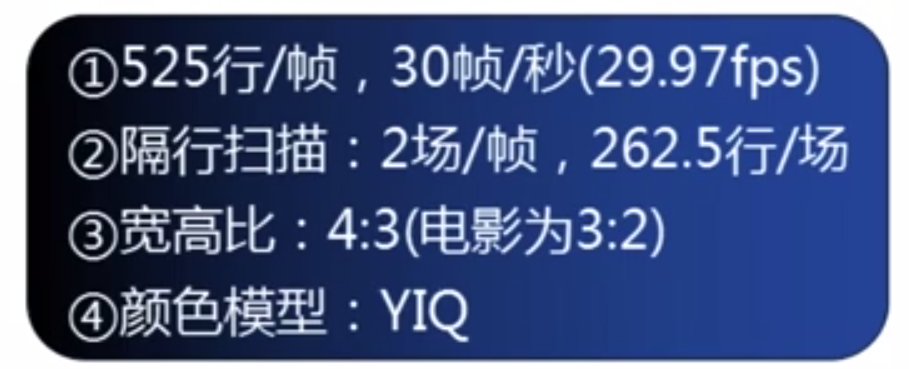 ①525行/帧，30帧/秒(29.97fps)
②隔行扫描：2场/帧，262.5行/场
③宽高比：4:3(电影为3:2)
④颜色模型：YIQ